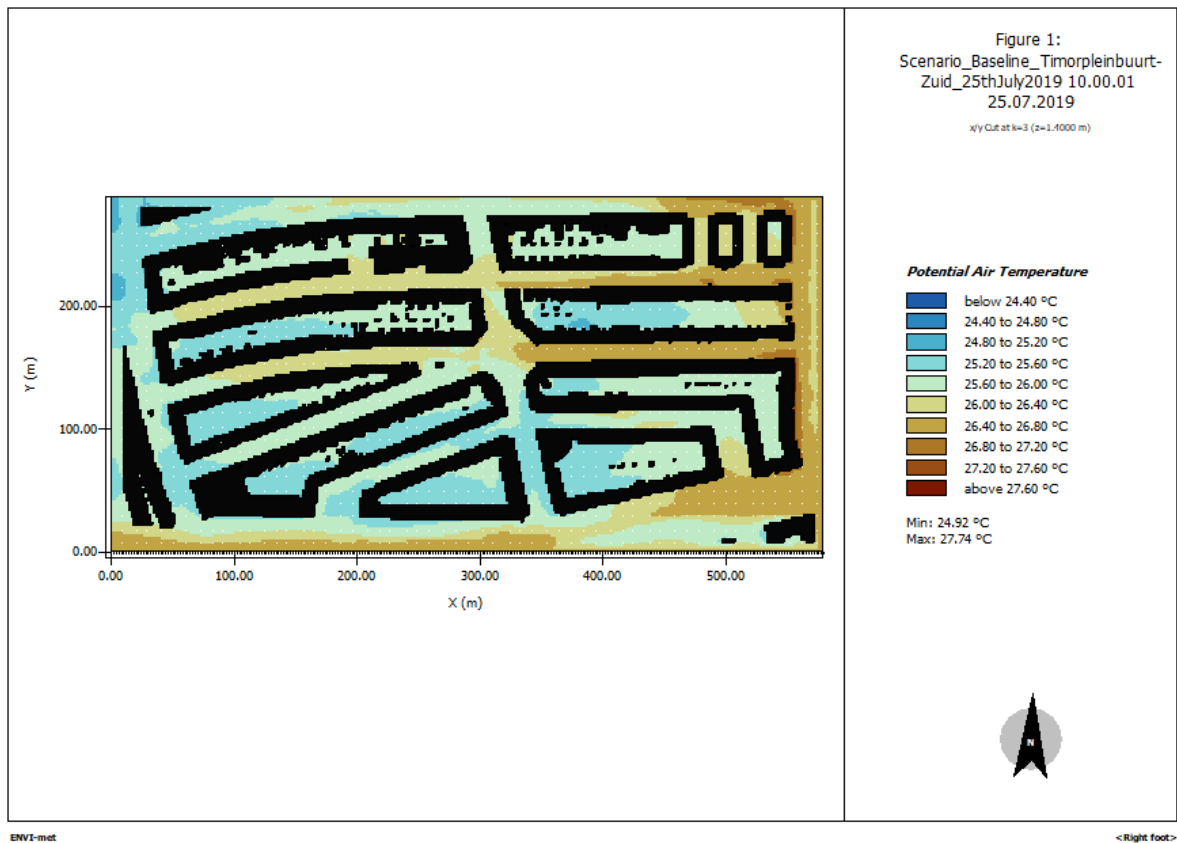 Figure 1:
Scenario_Baseline_Timorpleinbuurt-
Zuid_25thJuly2019 10.00.01
25.07.2019
x/y Cut at k=3 (z=1.4000 m)
200.00
100.00
0.00
Y (m)
0.00 100.00 200.00 300.00 400.00 500.00
X (m)
Potential Air Temperature
below 24.40 °C
24.40 to 24.80 °C
24.80 to 25.20 °C
25.20 to 25.60 °C
25.60 to 26.00 °C
26.00 to 26.40 °C
26.40 to 26.80 °C
26.80 to 27.20 °C
27.20 to 27.60 °C
above 27.60 °C
Min: 24.92 °C
Max: 27.74 °C
N
ENVI-met
<Right foot>